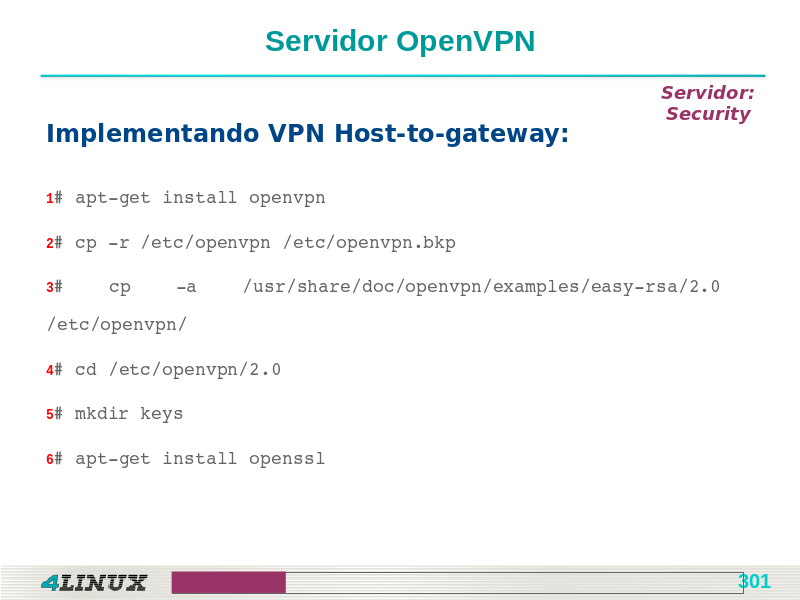 Servidor OpenVPN
Servidor:
Security
Implementando VPN Host-to-gateway:
1# apt-get install openvpn
2# cp -r /etc/openvpn /etc/openvpn.bkp
3# cp -a /usr/share/doc/openvpn/examples/easy-rsa/2.0
/etc/openvpn/
4# cd /etc/openvpn/2.0
5# mkdir keys
6# apt-get install openssl
4LINUX
301